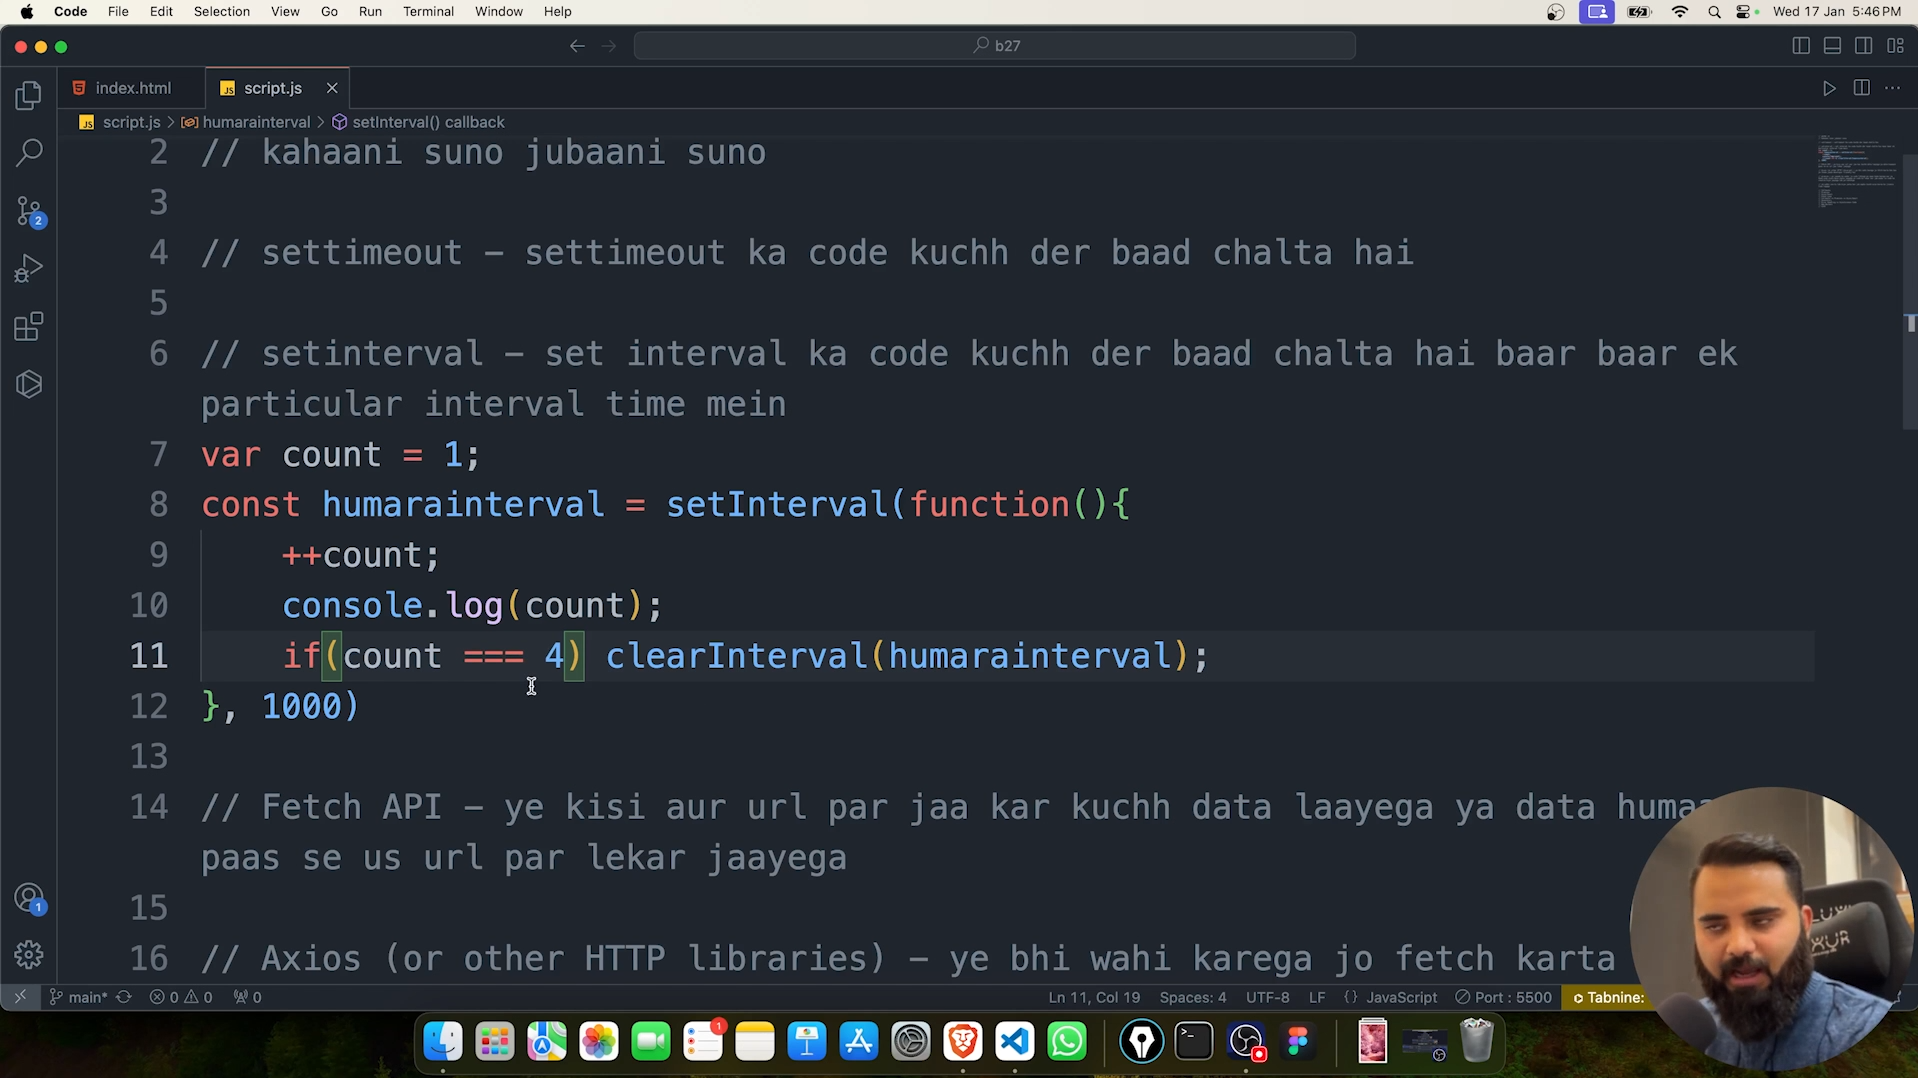 Code File Edit Selection View Go Run Terminal Window Help Wed 17 Jan 5:46 PM
b27
index.html script.js
script.js > humarainterval > setInterval() callback
2 // kahaani suno jubaani suno
3
4 // settimeout – settimeout ka code kuchh der baad chalta hai
5
6 // setinterval – set interval ka code kuchh der baad chalta hai baar baar ek
particular interval time mein
7 var count = 1;
8 const humarainterval = setInterval(function(){
9 ++count;
10 console.log(count);
11 if(count === 4) clearInterval(humarainterval);
12 }, 1000)
13
14 // Fetch API – ye kisi aur url par jaa kar kuchh data laayega ya data
paas se us url par lekar jaayega
15
16 // Axios (or other HTTP libraries) – ye bhi wahi karega jo fetch karta
2
1
main* 0 0 0 Ln 11, Col 19 Spaces: 4 UTF-8 LF {} JavaScript Port : 5500 Tabnine:
1